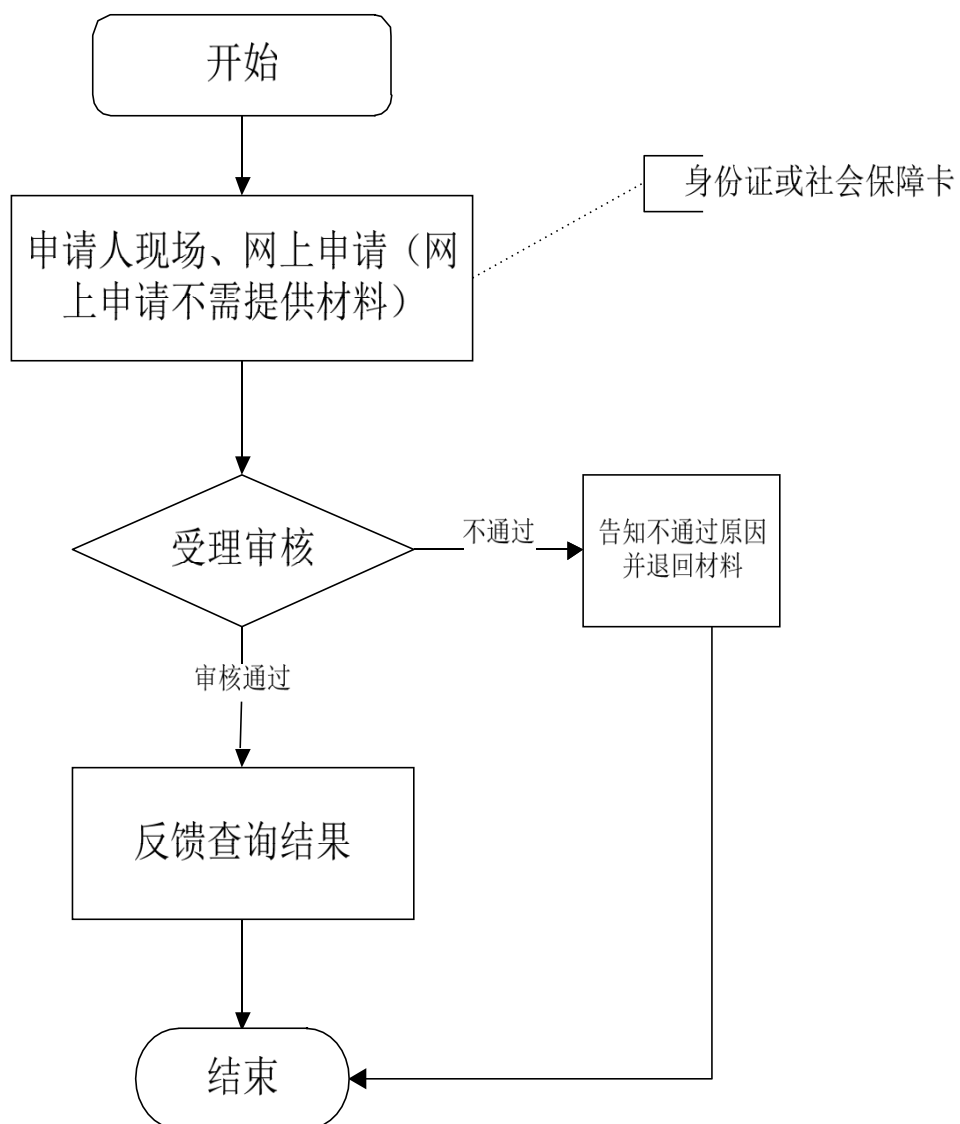 开始
身份证或社会保障卡
申请人现场、网上申请（网
上申请不需提供材料）
受理审核
不通过
告知不通过原因
并退回材料
审核通过
反馈查询结果
结束